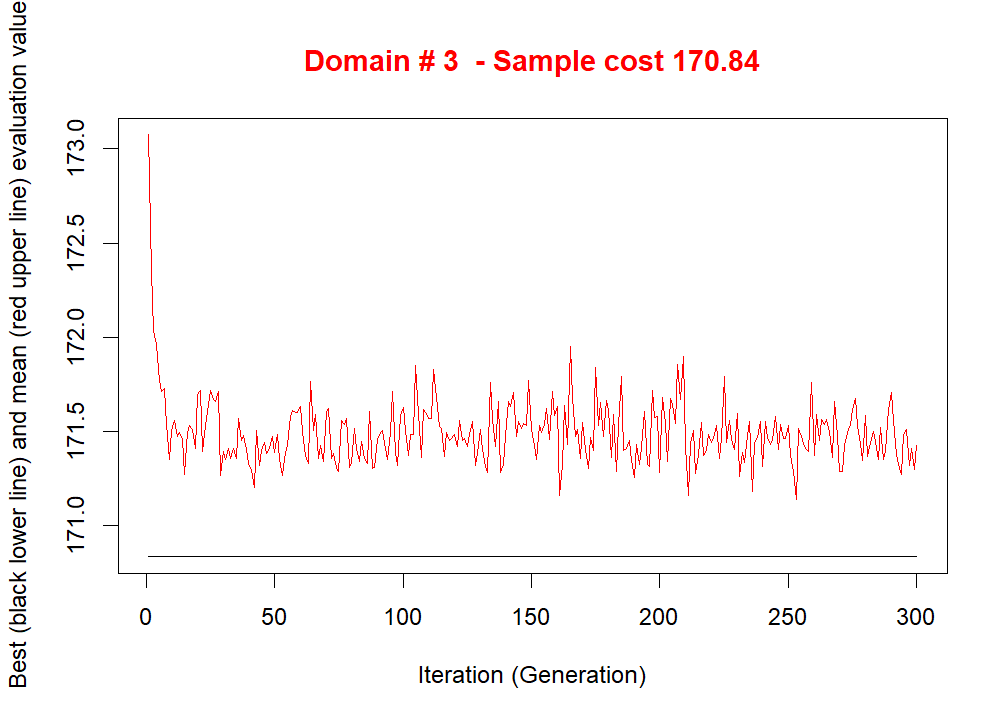 Domain # 3  - Sample cost 170.84
Best (black lower line) and mean (red upper line) evaluation value
173.0
172.5
172.0
171.5
171.0
0 50 100 150 200 250 300
Iteration (Generation)